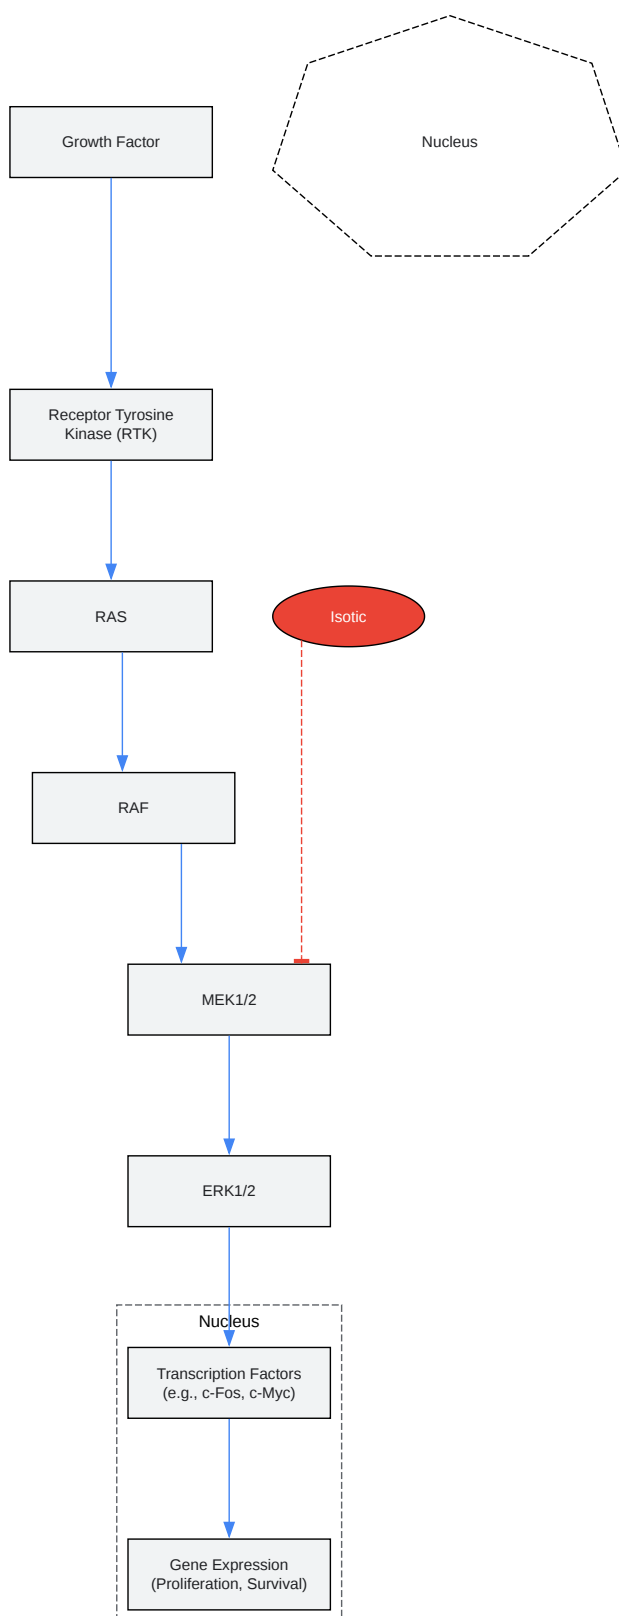 Growth Factor
Nucleus
Receptor Tyrosine
Kinase (RTK)
RAS
Isotic
RAF
MEK1/2
ERK1/2
Nucleus
Transcription Factors
(e.g., c-Fos, c-Myc)
Gene Expression
(Proliferation, Survival)